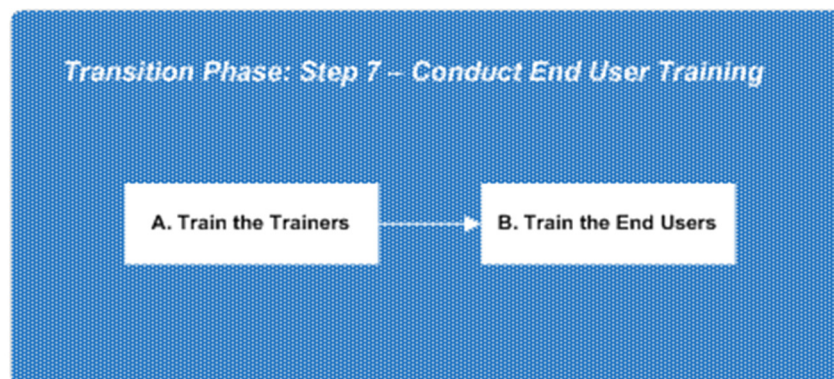 Transition Phase: Step 7 – Conduct End User Training
A. Train the Trainers
B. Train the End Users